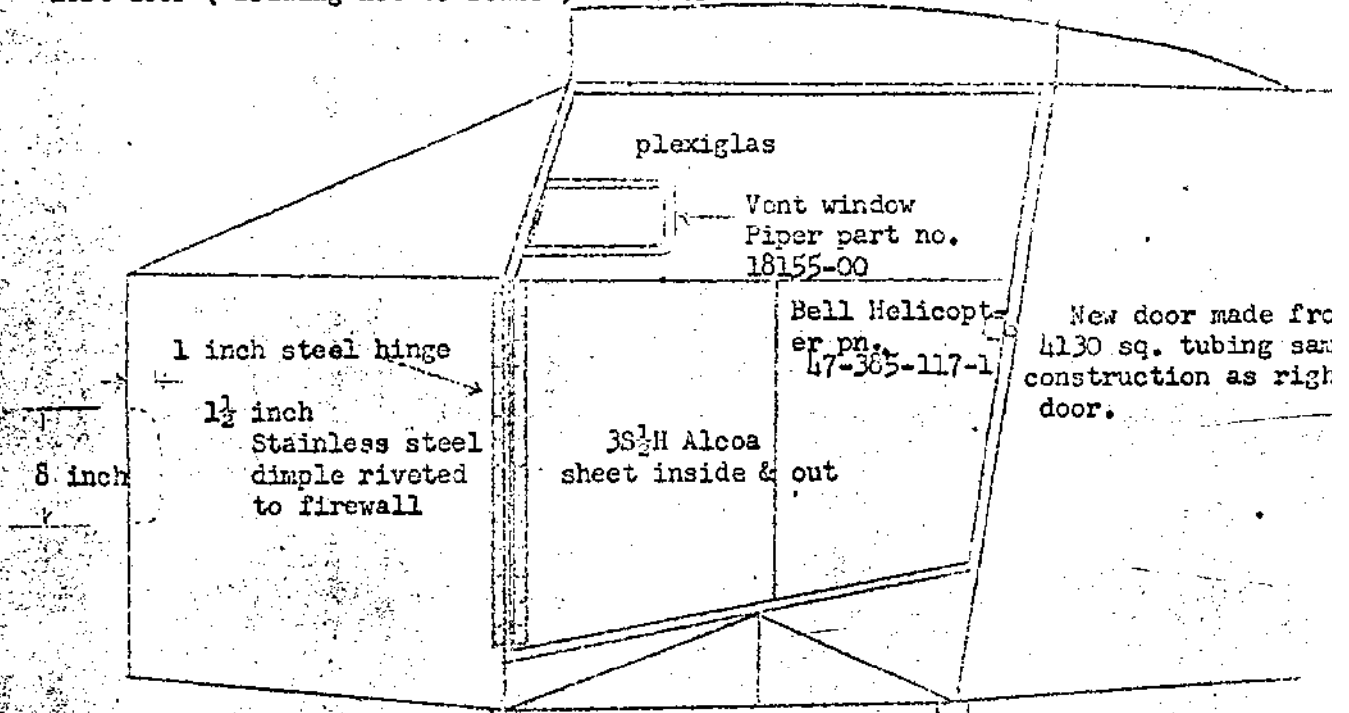 plexiglas
Vent window
Piper part no.
18155-00
Bell Helicopt-
er pn.
47-385-117-1
New door made fro
4130 sq. tubing sam
construction as righ
door.
1 inch steel hinge
1½ inch
Stainless steel
dimple riveted
to firewall
8 inch
3S½H Alcoa
sheet inside & out